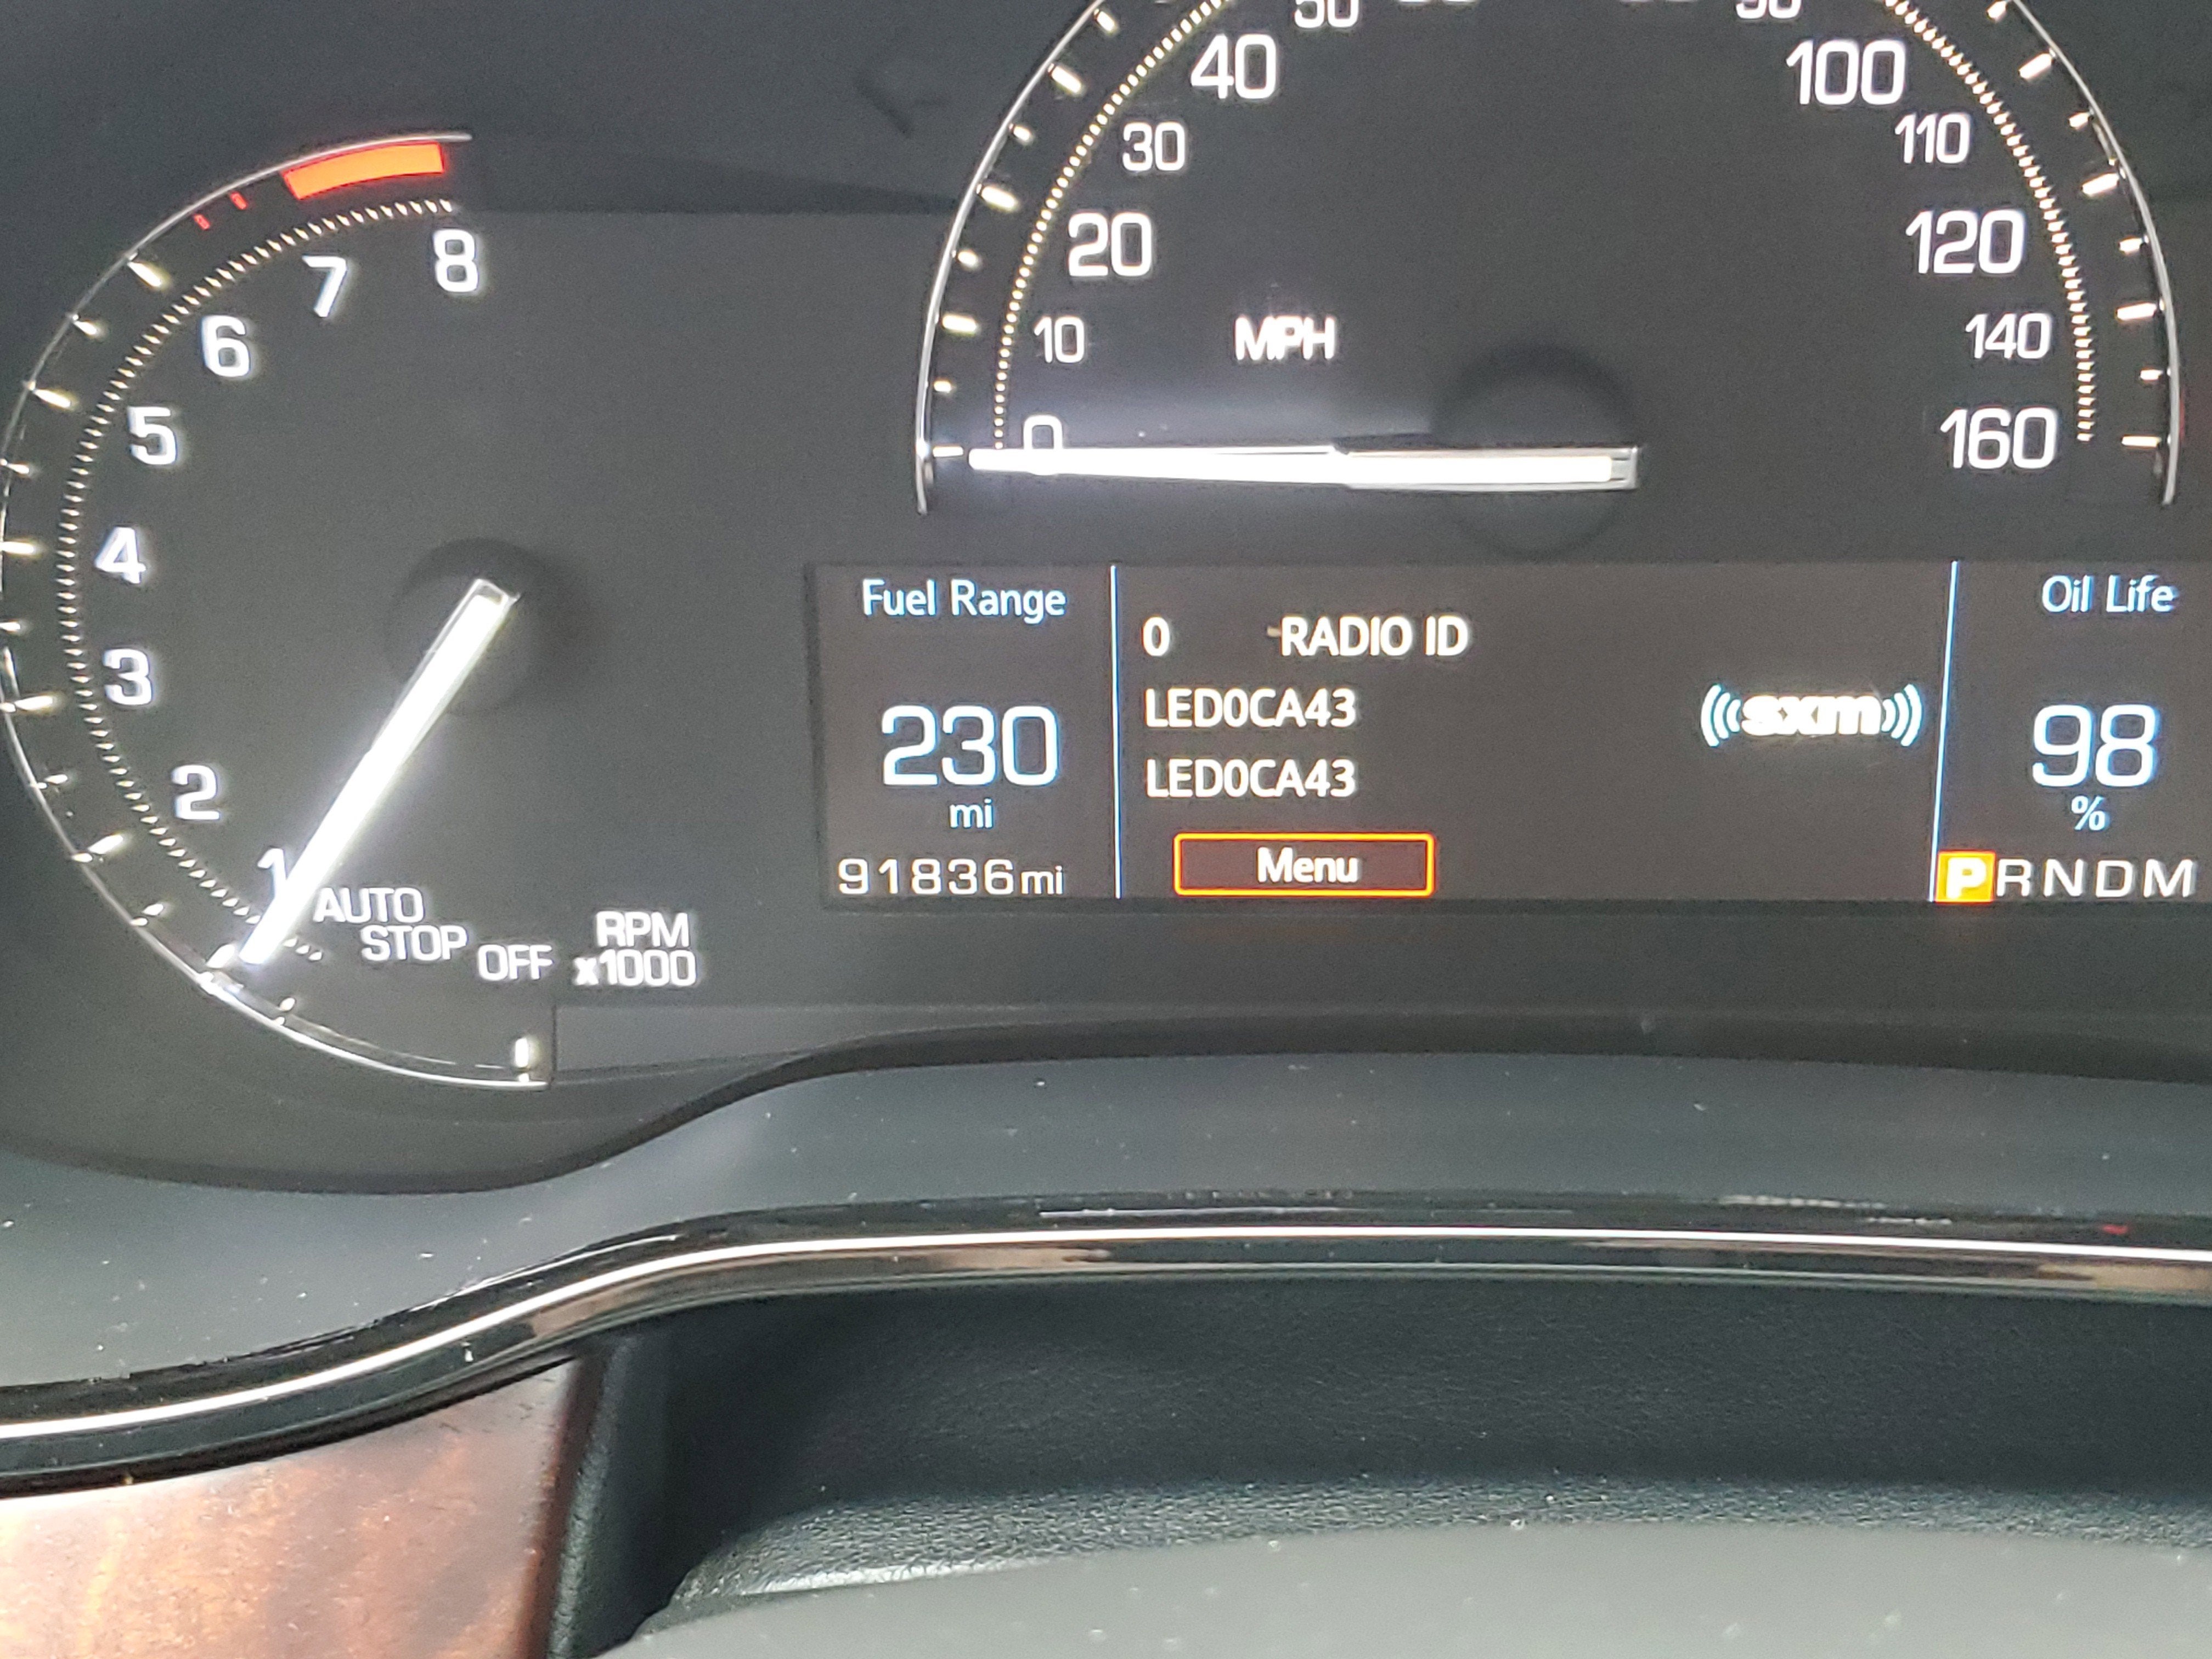 50
90
40
100
30
110
20
120
10
MPH
140
0
160
8
7
6
5
4
3
2
1
AUTO
STOP OFF
RPM
x1000
Fuel Range
230
mi
91836mi
0 -RADIO ID
LED0CA43
LED0CA43
Menu
((sxm))
Oil Life
98
%
PRNDM